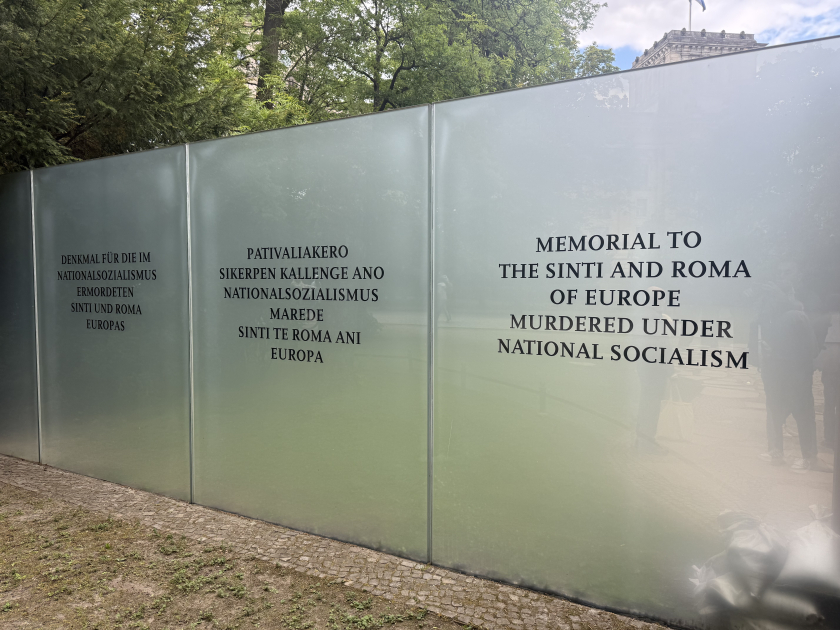 DENKMAL FÜR DIE IM
NATIONALSOZIALISMUS
ERMORDETEN
SINTI UND ROMA
EUROPAS
PATIVALIAKERO
SIKERPEN KALLENGE ANO
NATIONALSOZIALISMUS
MAREDE
SINTI TE ROMA ANI
EUROPA
MEMORIAL TO
THE SINTI AND ROMA
OF EUROPE
MURDERED UNDER
NATIONAL SOCIALISM